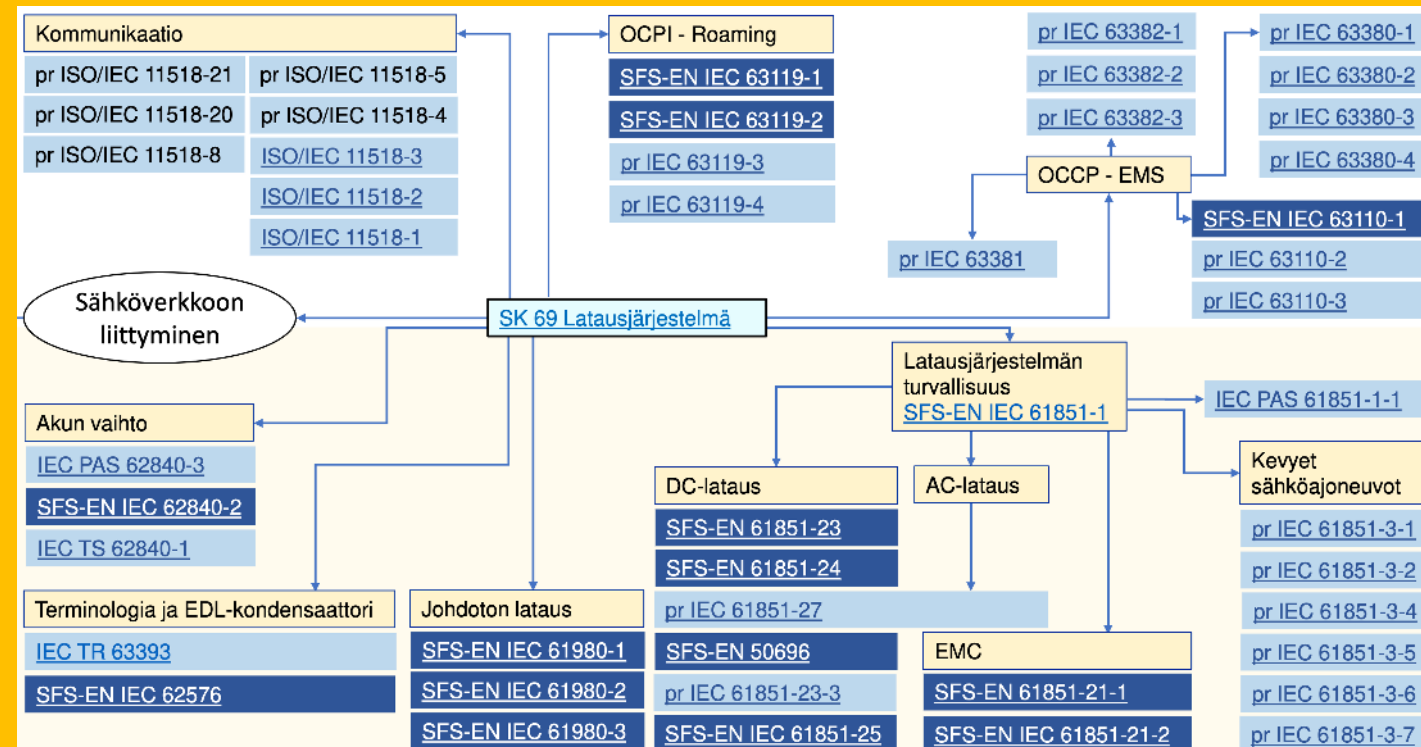 Kommunikaatio
pr ISO/IEC 11518-21
pr ISO/IEC 11518-5
pr ISO/IEC 11518-20
pr ISO/IEC 11518-4
pr ISO/IEC 11518-8
ISO/IEC 11518-3
ISO/IEC 11518-2
ISO/IEC 11518-1
OCPI - Roaming
SFS-EN IEC 63119-1
SFS-EN IEC 63119-2
pr IEC 63119-3
pr IEC 63119-4
pr IEC 63382-1
pr IEC 63382-2
pr IEC 63382-3
OCCP - EMS
pr IEC 63381
pr IEC 63380-1
pr IEC 63380-2
pr IEC 63380-3
pr IEC 63380-4
SFS-EN IEC 63110-1
pr IEC 63110-2
pr IEC 63110-3
Sähköverkkoon
liittyminen
SK 69 Latausjärjestelmä
Latausjärjestelmän
turvallisuus
SFS-EN IEC 61851-1
IEC PAS 61851-1-1
Akun vaihto
IEC PAS 62840-3
SFS-EN IEC 62840-2
IEC TS 62840-1
Terminologia ja EDL-kondensaattori
IEC TR 63393
SFS-EN IEC 62576
Johdoton lataus
SFS-EN IEC 61980-1
SFS-EN IEC 61980-2
SFS-EN IEC 61980-3
DC-lataus
SFS-EN 61851-23
SFS-EN 61851-24
pr IEC 61851-27
SFS-EN 50696
pr IEC 61851-23-3
SFS-EN IEC 61851-25
AC-lataus
EMC
SFS-EN 61851-21-1
SFS-EN IEC 61851-21-2
Kevyet
sähköajoneuvot
pr IEC 61851-3-1
pr IEC 61851-3-2
pr IEC 61851-3-4
pr IEC 61851-3-5
pr IEC 61851-3-6
pr IEC 61851-3-7